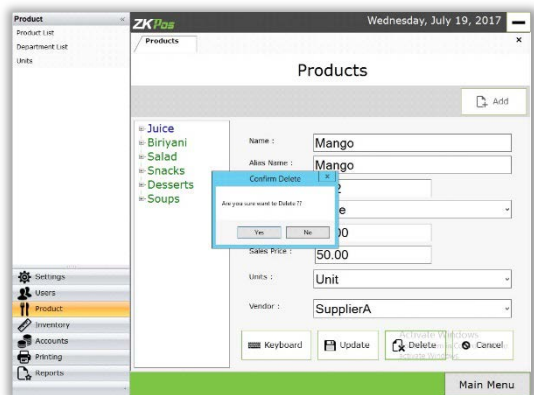 Product «
Product List
Department List
Units
Settings
Users
Product
Inventory
Accounts
Printing
Reports
ZKPos
Wednesday, July 19, 2017
Products
×
Products
Add
Juice
Biriyani
Salad
Snacks
Desserts
Soups
Name : Mango
Alias Name : Mango
Confirm Delete x
Are you sure want to Delete ??
Yes No
Sales Price : 50.00
Units : Unit
Vendor : SupplierA
Activate Windows
Keyboard Update Delete Cancel
Main Menu